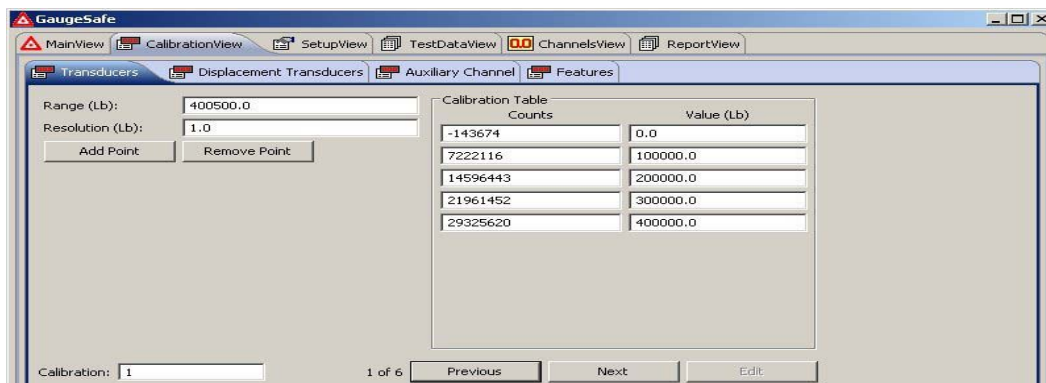 GaugeSafe
MainView CalibrationView SetupView TestDataView 0.0 ChannelsView ReportView
Transducers Displacement Transducers Auxiliary Channel Features
Range (Lb): 400500.0
Resolution (Lb): 1.0
Add Point Remove Point
Calibration Table
Counts Value (Lb)
-143674 0.0
7222116 100000.0
14596443 200000.0
21961452 300000.0
29325620 400000.0
Calibration: 1 1 of 6 Previous Next Edit